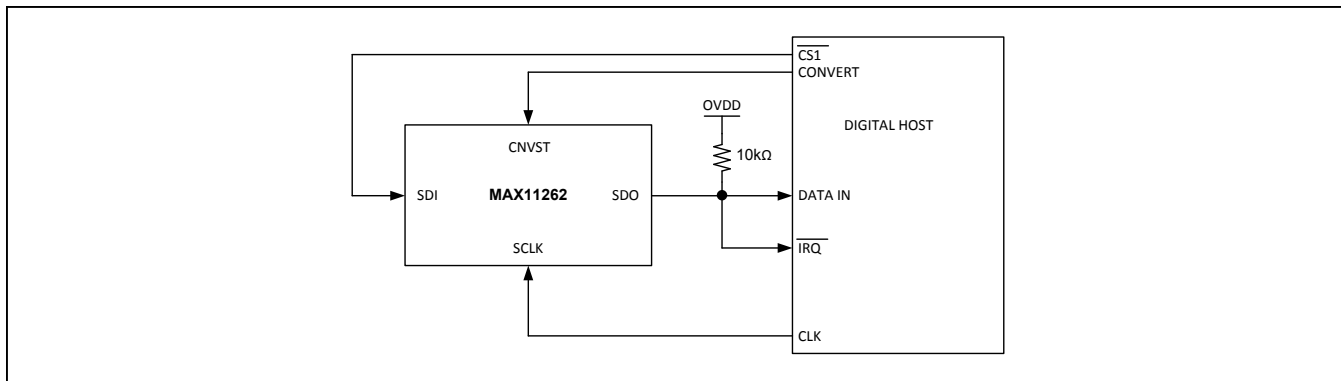 CS1
CONVERT
OVDD
DIGITAL HOST
10kΩ
CNVST
SDI
MAX11262
SDO
DATA IN
SCLK
IRQ
CLK